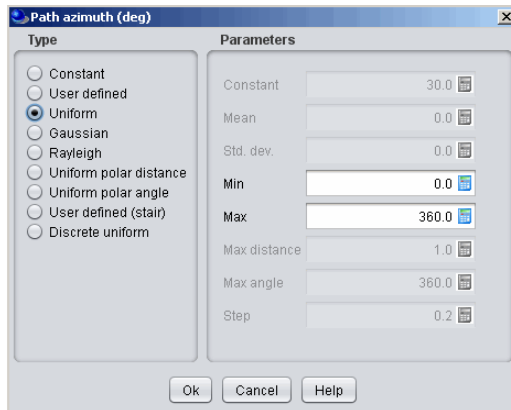 Path azimuth (deg)
Type
Constant
User defined
Uniform
Gaussian
Rayleigh
Uniform polar distance
Uniform polar angle
User defined (stair)
Discrete uniform
Parameters
Constant 30.0
Mean 0.0
Std. dev. 0.0
Min 0.0
Max 360.0
Max distance 1.0
Max angle 360.0
Step 0.2
Ok Cancel Help